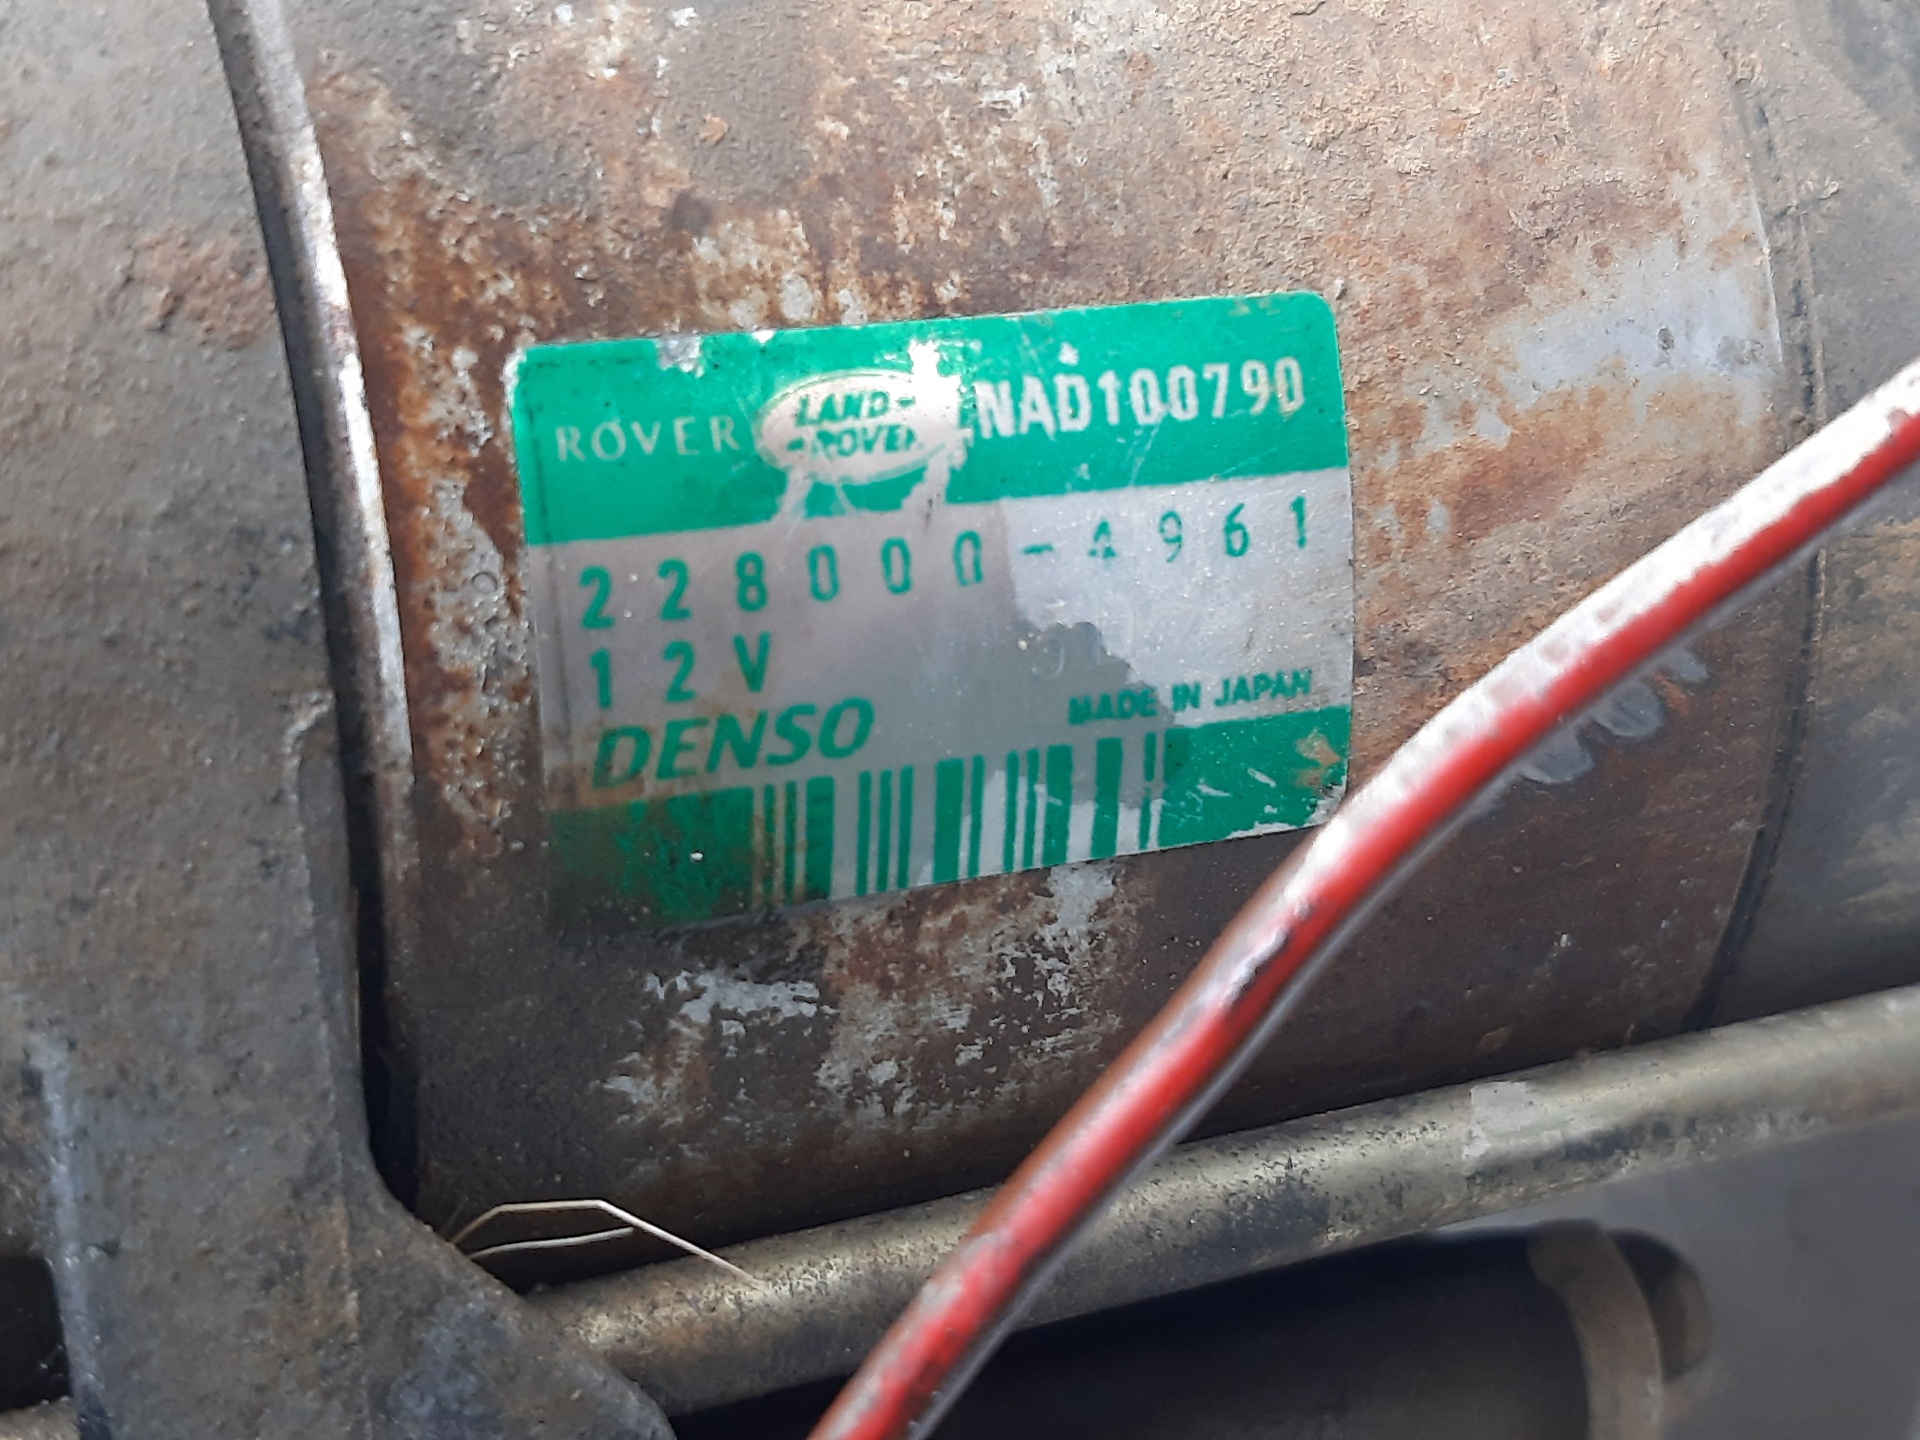 ROVER LAND-ROVER NAD100790
228000-4961
12V
DENSO MADE IN JAPAN